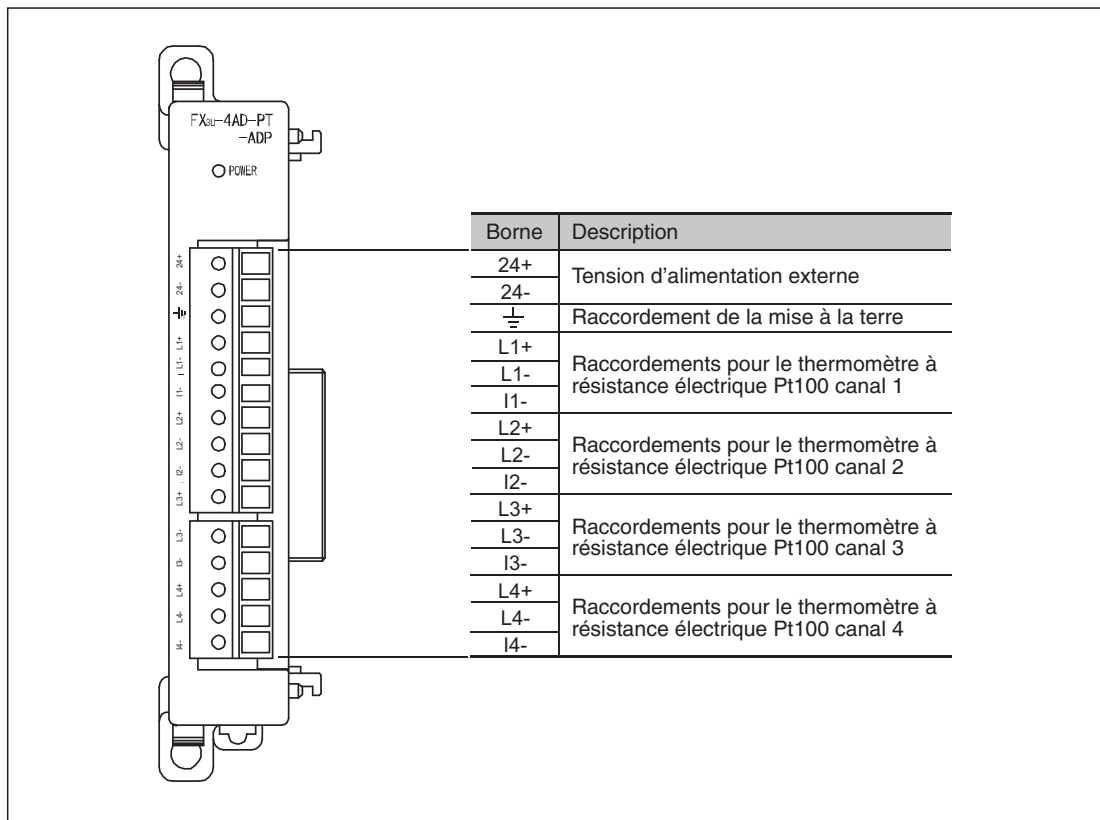 FX3U-4AD-PT
-ADP
POWER
24+
24-
L1+
L1-
I1-
L2+
L2-
I2-
L3+
L3-
I3-
L4+
L4-
I4-
Borne Description
24+
24-
Tension d’alimentation externe
Raccordement de la mise à la terre
L1+
L1-
I1-
Raccordements pour le thermomètre à
résistance électrique Pt100 canal 1
L2+
L2-
I2-
Raccordements pour le thermomètre à
résistance électrique Pt100 canal 2
L3+
L3-
I3-
Raccordements pour le thermomètre à
résistance électrique Pt100 canal 3
L4+
L4-
I4-
Raccordements pour le thermomètre à
résistance électrique Pt100 canal 4